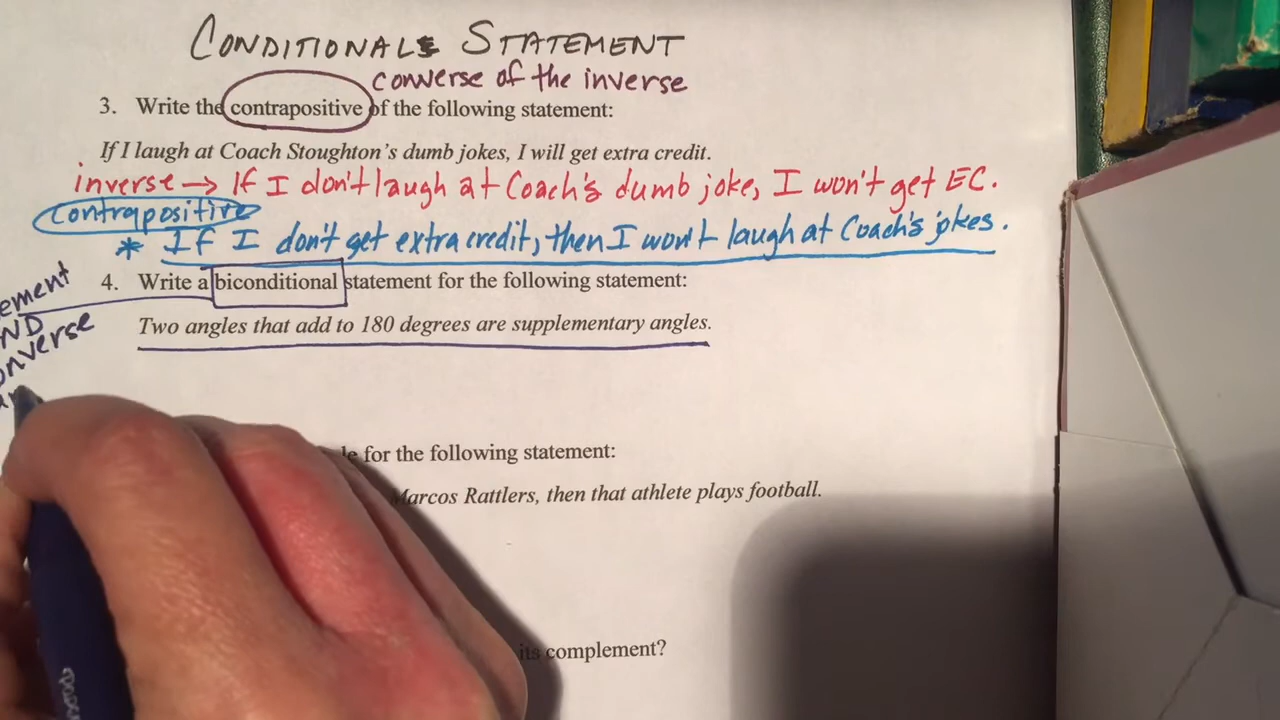 CONDITIONALS STATEMENT
converse of the inverse
3. Write the contrapositive of the following statement:
If I laugh at Coach Stoughton's dumb jokes, I will get extra credit.
inverse → If I don't laugh at Coach's dumb joke, I won't get EC.
contrapositive
* If I don't get extra credit, then I won't laugh at Coach's jokes.
4. Write a biconditional statement for the following statement:
Two angles that add to 180 degrees are supplementary angles.
for the following statement:
Marcos Rattlers, then that athlete plays football.
its complement?